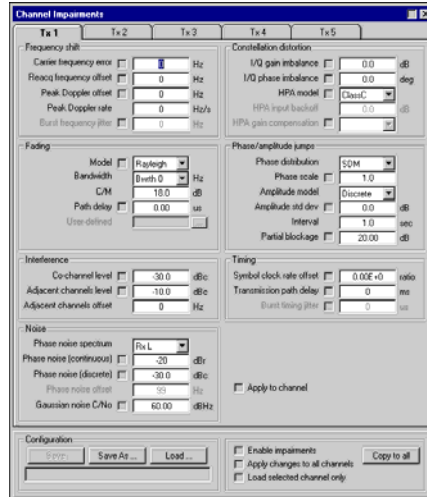 Channel Impairments
Tx 1 Tx 2 Tx 3 Tx 4 Tx 5
Frequency shift
Carrier frequency error 0 Hz
Reacq frequency offset 0 Hz
Peak Doppler offset 0 Hz
Peak Doppler rate 0 Hz/s
Burst frequency jitter 0 Hz
Constellation distortion
I/Q gain imbalance 0.0 dB
I/Q phase imbalance 0.0 deg
HPA model ClassC
HPA input backoff 0.0 dB
HPA gain compensation
Fading
Model Rayleigh
Bandwidth Bwth 0 Hz
C/M 18.0 dB
Path delay 0.00 us
User-defined ...
Phase/amplitude jumps
Phase distribution SDM
Phase scale 1.0
Amplitude model Discrete
Amplitude std dev 0.0 dB
Interval 1.0 sec
Partial blockage 20.00 dB
Interference
Co-channel level -30.0 dBc
Adjacent channels level -10.0 dBc
Adjacent channels offset 0 Hz
Timing
Symbol clock rate offset 0.00E+0 ratio
Transmission path delay 0 ms
Burst timing jitter 0 us
Noise
Phase noise spectrum Rx L
Phase noise (continuous) -20 dBr
Phase noise (discrete) -30.0 dBc
Phase noise offset 99 Hz
Gaussian noise C/No 60.00 dBHz
Apply to channel
Configuration
Save Save As ... Load ...
Enable impairments
Apply changes to all channels
Load selected channel only
Copy to all